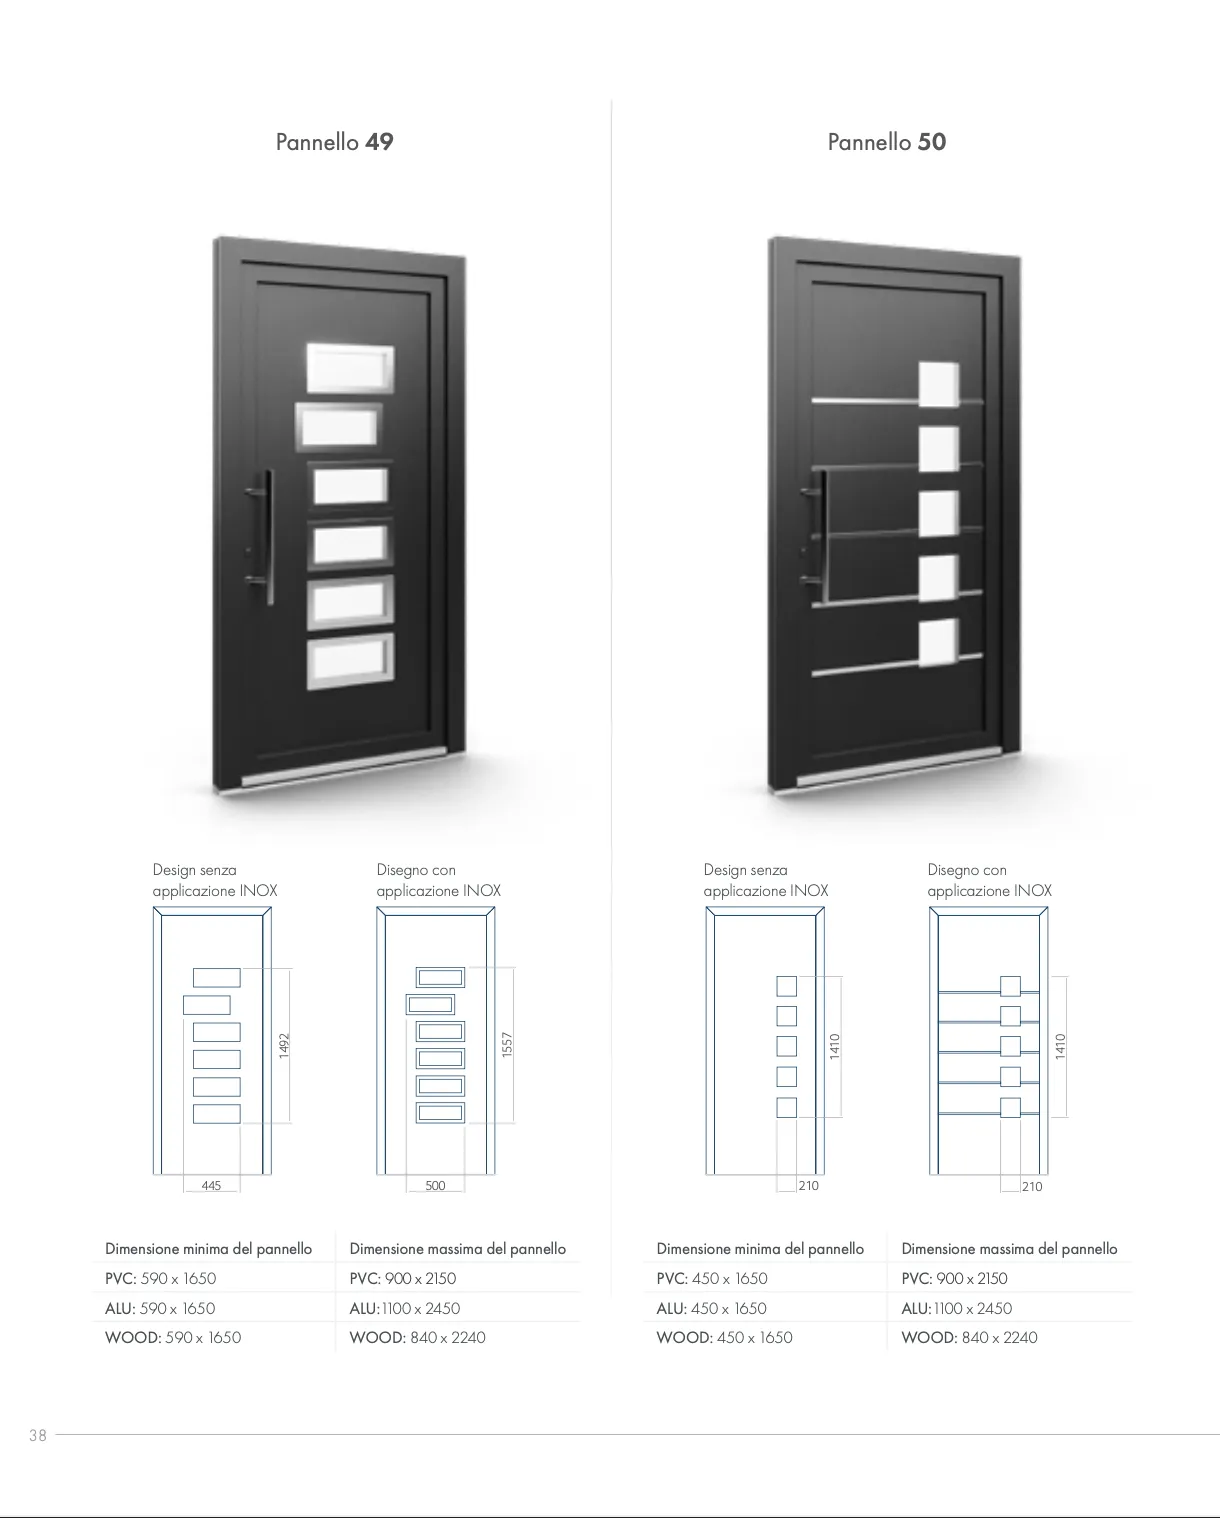 Pannello 49
Design senza
applicazione INOX
Disegno con
applicazione INOX
1492
1557
445
500
Dimensione minima del pannello
Dimensione massima del pannello
PVC: 590 x 1650
PVC: 900 x 2150
ALU: 590 x 1650
ALU:1100 x 2450
WOOD: 590 x 1650
WOOD: 840 x 2240
Pannello 50
Design senza
applicazione INOX
Disegno con
applicazione INOX
1410
1410
210
210
Dimensione minima del pannello
Dimensione massima del pannello
PVC: 450 x 1650
PVC: 900 x 2150
ALU: 450 x 1650
ALU:1100 x 2450
WOOD: 450 x 1650
WOOD: 840 x 2240
38